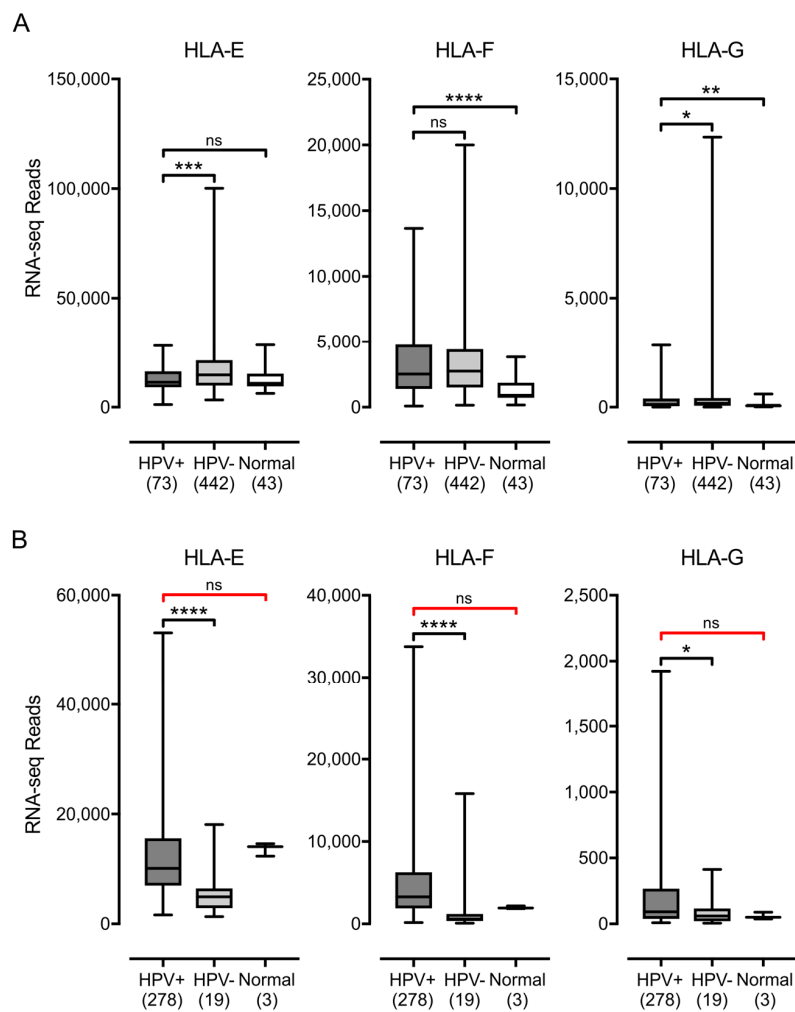 A
HLA-E
HLA-F
HLA-G
RNA-seq Reads
150,000
100,000
50,000
0
ns
***
HPV+
(73)
HPV-
(442)
Normal
(43)
25,000
20,000
15,000
10,000
5,000
0
****
ns
HPV+
(73)
HPV-
(442)
Normal
(43)
15,000
10,000
5,000
0
**
*
HPV+
(73)
HPV-
(442)
Normal
(43)
B
HLA-E
HLA-F
HLA-G
RNA-seq Reads
60,000
40,000
20,000
0
ns
****
HPV+
(278)
HPV-
(19)
Normal
(3)
40,000
30,000
20,000
10,000
0
ns
****
HPV+
(278)
HPV-
(19)
Normal
(3)
2,500
2,000
1,500
1,000
500
0
ns
*
HPV+
(278)
HPV-
(19)
Normal
(3)